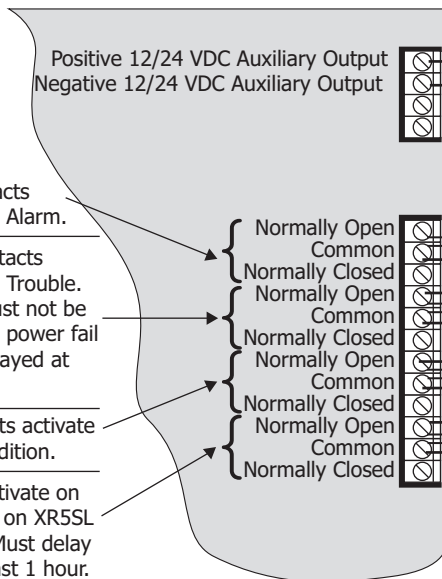 Positive 12/24 VDC Auxiliary Output
Negative 12/24 VDC Auxiliary Output
Alarm.
Trouble.
ust not be
power fail
ayed at
ts activate
dition.
tivate on
on XR5SL
Must delay
ast 1 hour.
Normally Open
Common
Normally Closed
Normally Open
Common
Normally Closed
Normally Open
Common
Normally Closed
Normally Open
Common
Normally Closed